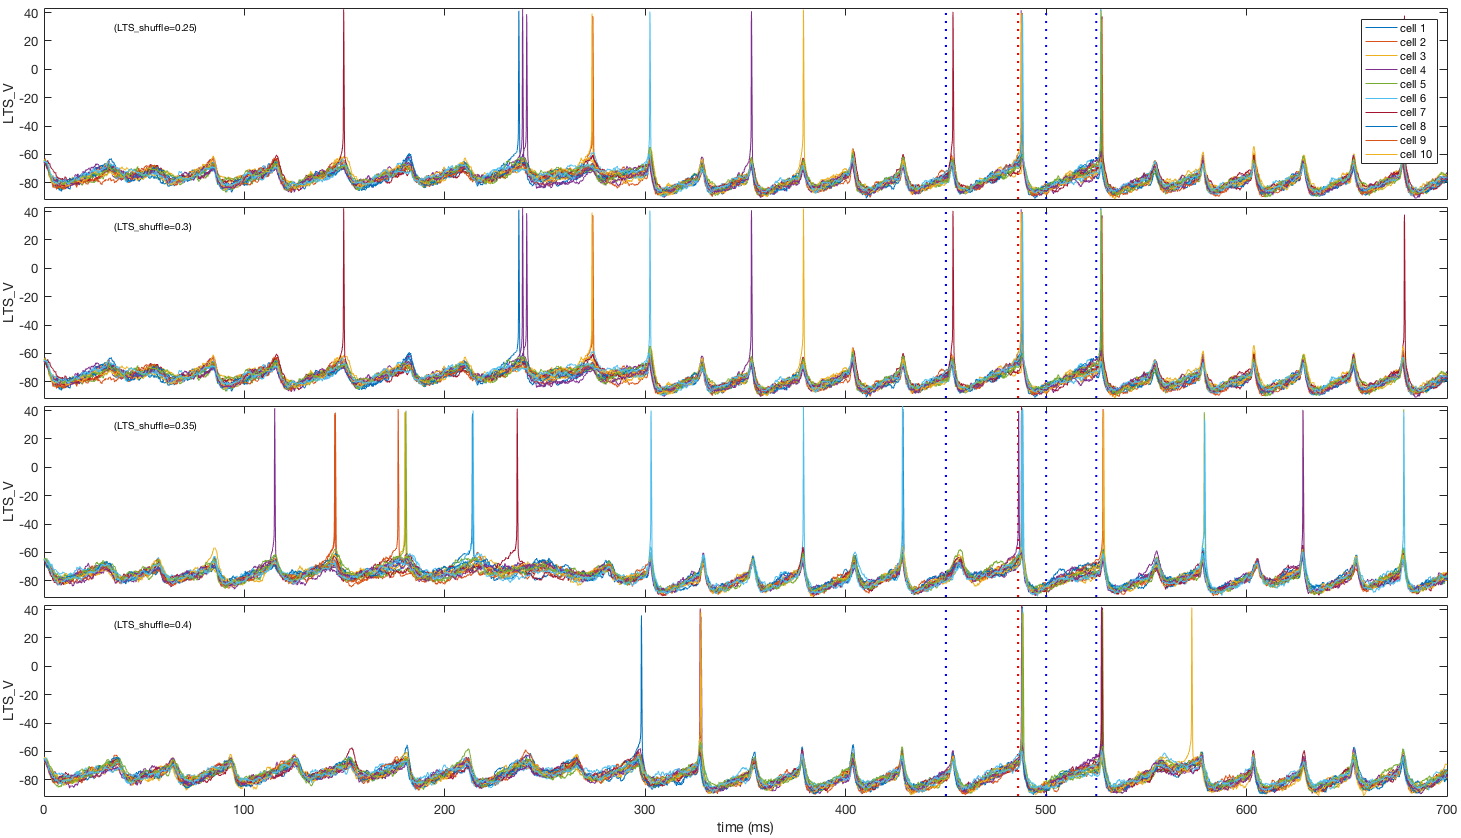 40
20
0
-20
-40
-60
-80
LTS_V
(LTS_shuffle=0.25)
cell 1
cell 2
cell 3
cell 4
cell 5
cell 6
cell 7
cell 8
cell 9
cell 10
40
20
0
-20
-40
-60
-80
LTS_V
(LTS_shuffle=0.3)
40
20
0
-20
-40
-60
-80
LTS_V
(LTS_shuffle=0.35)
40
20
0
-20
-40
-60
-80
LTS_V
(LTS_shuffle=0.4)
0 100 200 300 400 500 600 700
time (ms)